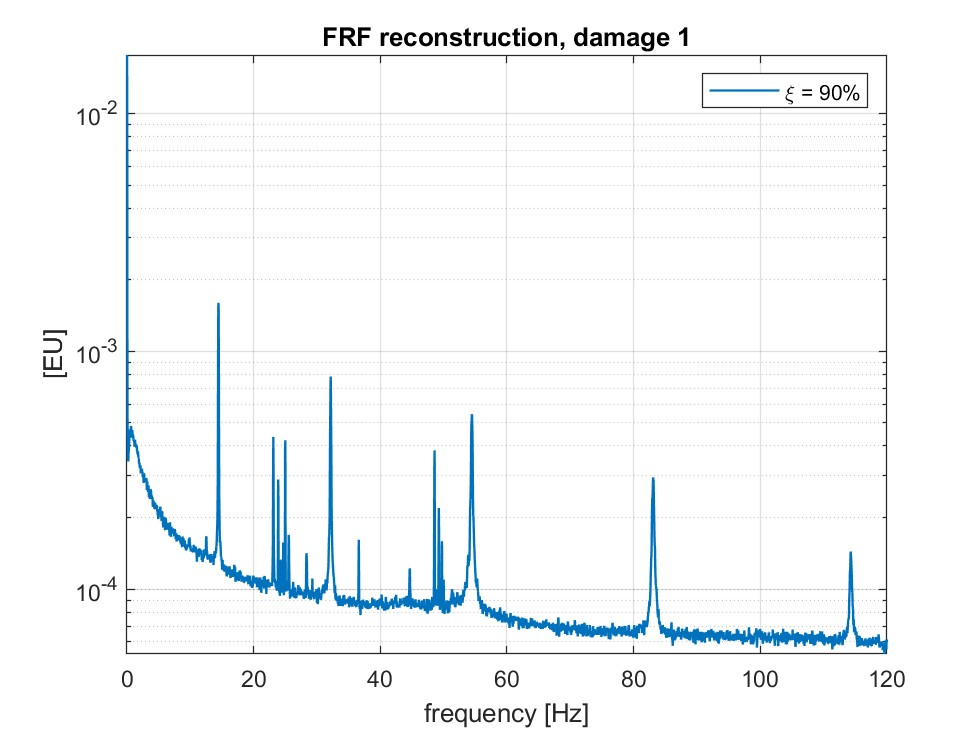 FRF reconstruction, damage 1
ξ = 90%
10⁻²
10⁻³
10⁻⁴
[EU]
0 20 40 60 80 100 120
frequency [Hz]